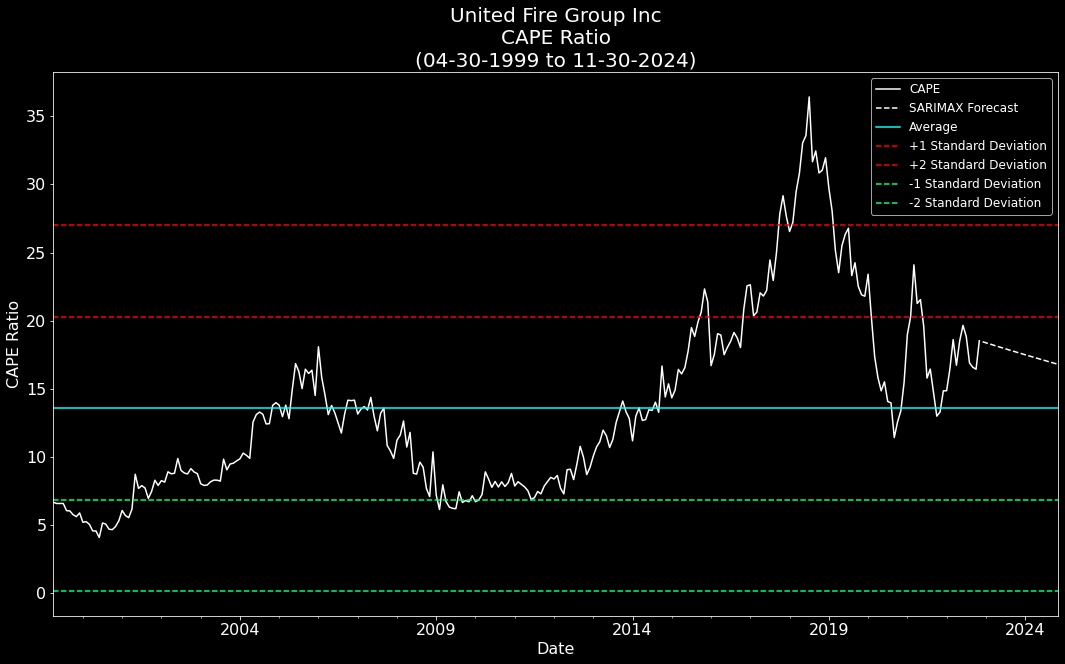 United Fire Group Inc
CAPE Ratio
(04-30-1999 to 11-30-2024)
CAPE
SARIMAX Forecast
Average
+1 Standard Deviation
+2 Standard Deviation
-1 Standard Deviation
-2 Standard Deviation
CAPE Ratio
35
30
25
20
15
10
5
0
2004
2009
2014
2019
2024
Date